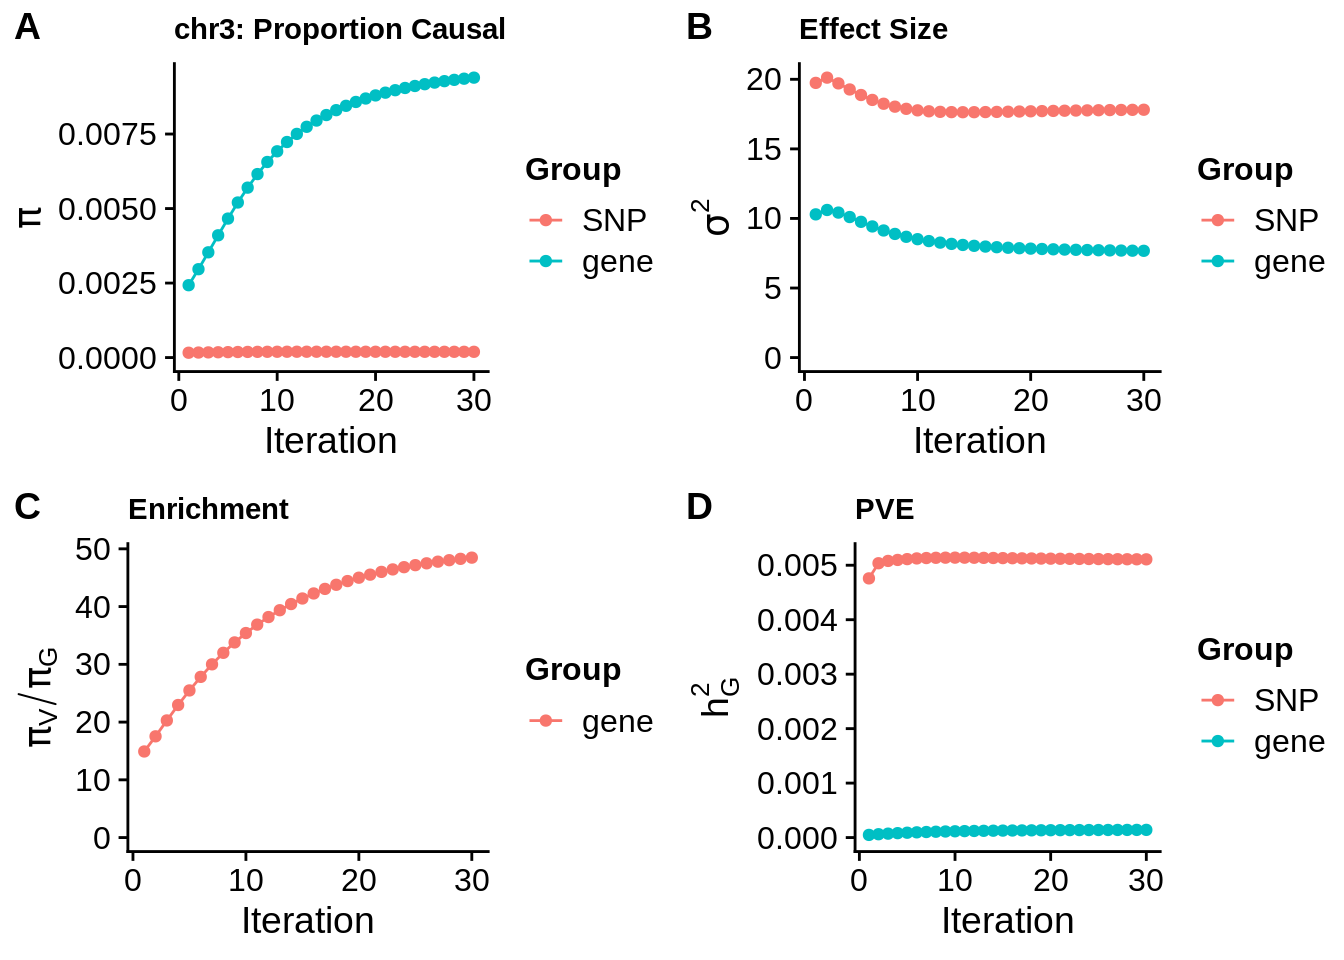 A
chr3: Proportion Causal
0.0075
0.0050
0.0025
0.0000
π
0 10 20 30
Iteration
Group
SNP
gene
B
Effect Size
20
15
10
5
0
σ²
0 10 20 30
Iteration
Group
SNP
gene
C
Enrichment
50
40
30
20
10
0
π_V/π_G
0 10 20 30
Iteration
Group
gene
D
PVE
0.005
0.004
0.003
0.002
0.001
0.000
h²_G
0 10 20 30
Iteration
Group
SNP
gene